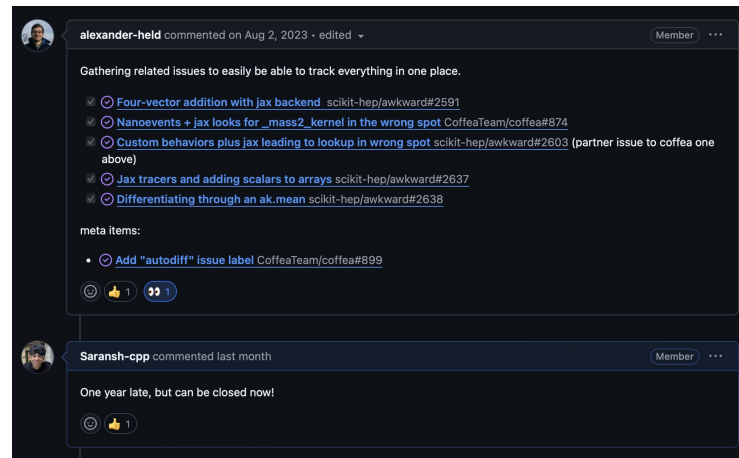 alexander-held commented on Aug 2, 2023 • edited
Member
Gathering related issues to easily be able to track everything in one place.
Four-vector addition with jax backend scikit-hep/awkward#2591
Nanoevents + jax looks for _mass2_kernel in the wrong spot CoffeaTeam/coffea#874
Custom behaviors plus jax leading to lookup in wrong spot scikit-hep/awkward#2603 (partner issue to coffea one
above)
Jax tracers and adding scalars to arrays scikit-hep/awkward#2637
Differentiating through an ak.mean scikit-hep/awkward#2638
meta items:
• Add "autodiff" issue label CoffeaTeam/coffea#899
👍 1 👀 1
Saransh-cpp commented last month
Member
One year late, but can be closed now!
👍 1